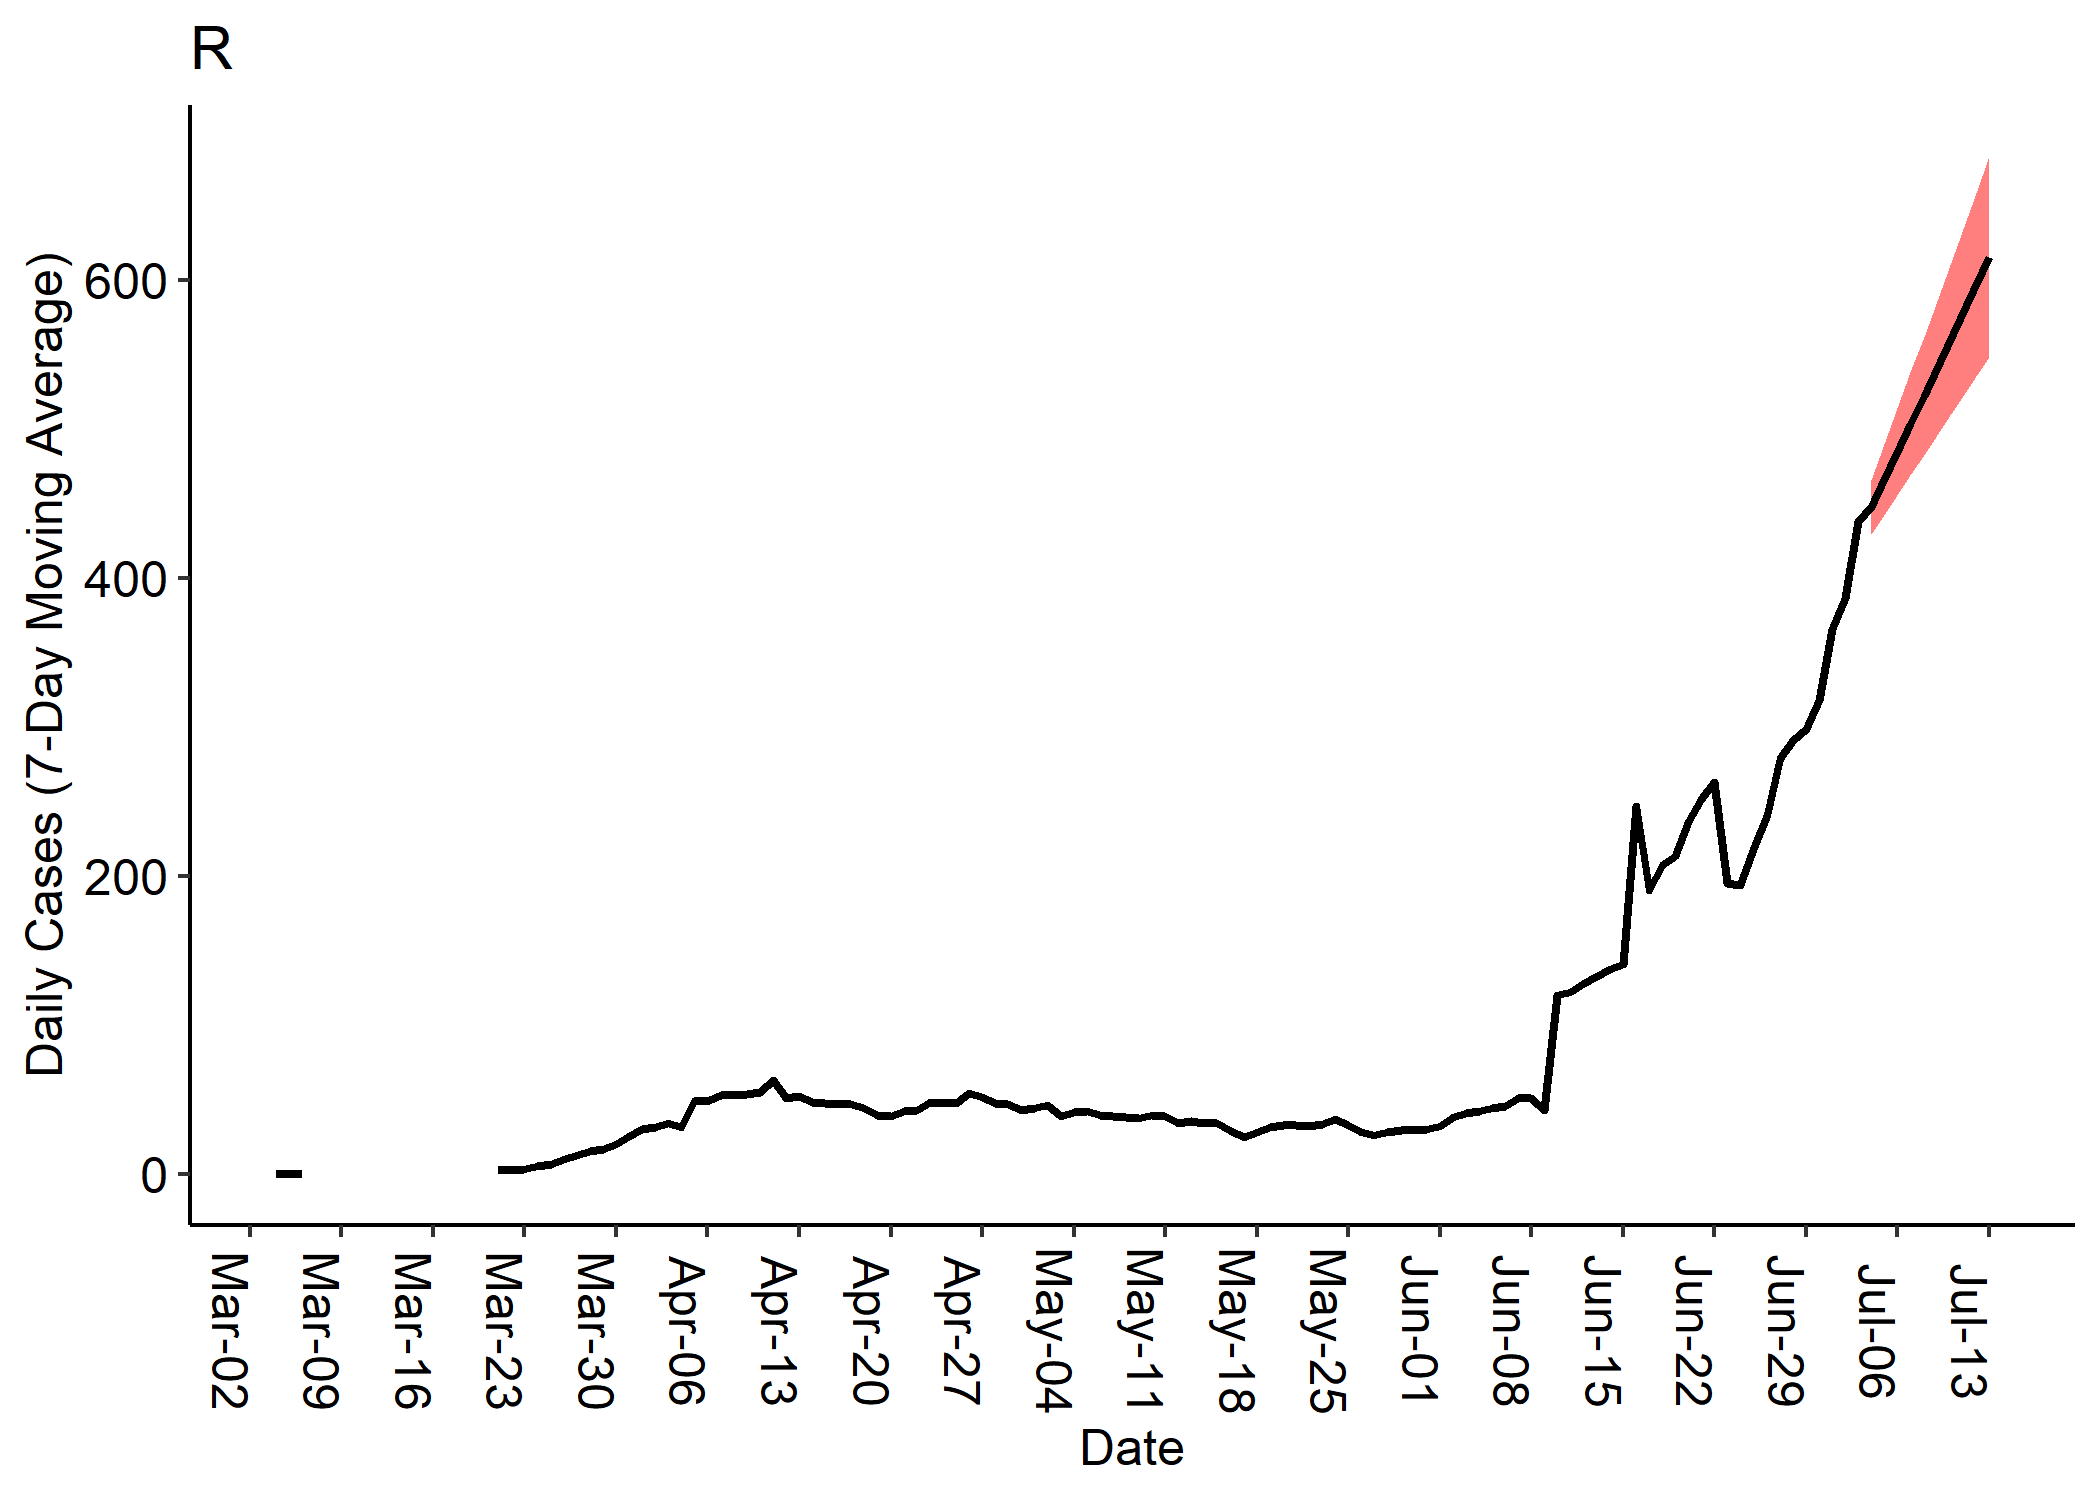 R
Daily Cases (7-Day Moving Average)
600
400
200
0
Mar-02
Mar-09
Mar-16
Mar-23
Mar-30
Apr-06
Apr-13
Apr-20
Apr-27
May-04
May-11
May-18
May-25
Jun-01
Jun-08
Jun-15
Jun-22
Jun-29
Jul-06
Jul-13
Date